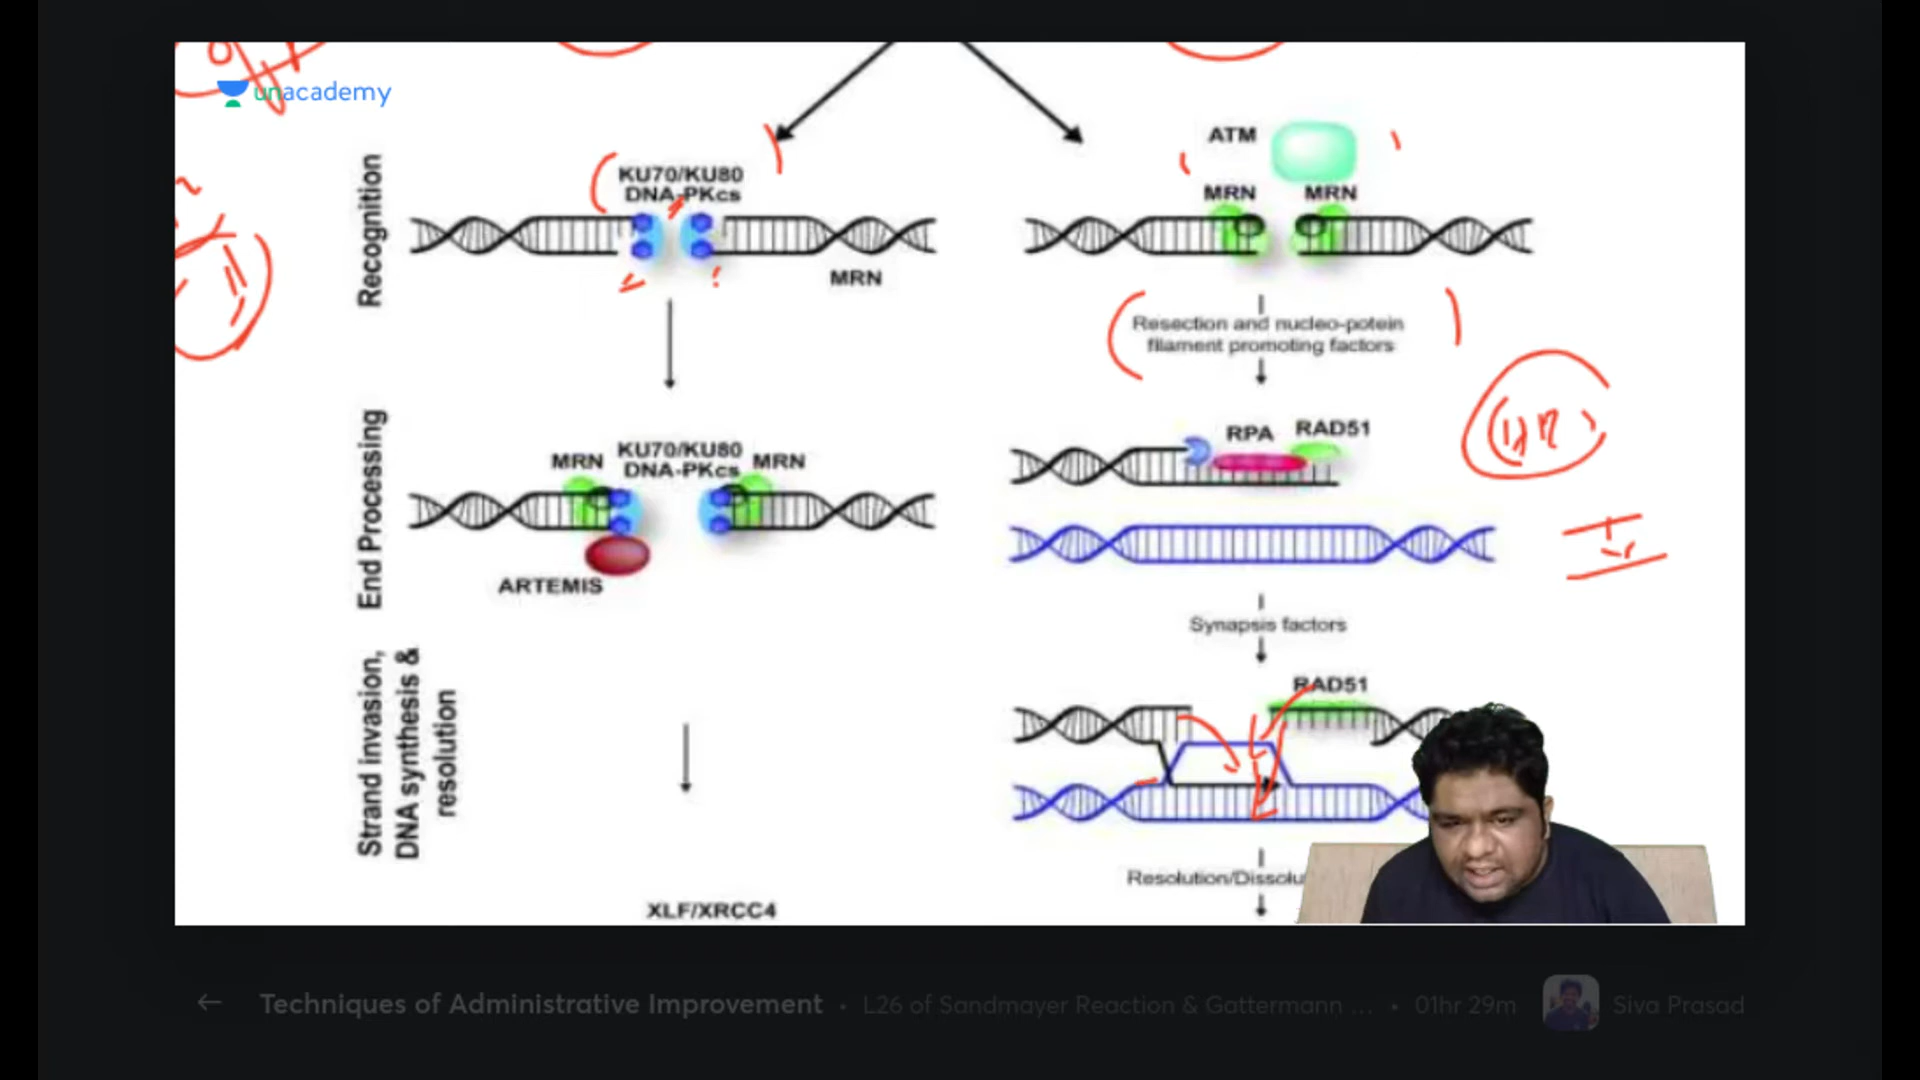 unacademy
ATM
KU70/KU80
DNA-PKcs
MRN MRN
Recognition
MRN
Resection and nucleo-potein
filament promoting factors
HR
RPA RAD51
KU70/KU80
MRN DNA-PKcs MRN
End Processing
ARTEMIS
Synapsis factors
Strand invasion,
DNA synthesis &
resolution
RAD51
Resolution/Dissolu
XLF/XRCC4
Techniques of Administrative Improvement • L26 of Sandmayer Reaction & Gattermann ... • 01hr 29m Siva Prasad